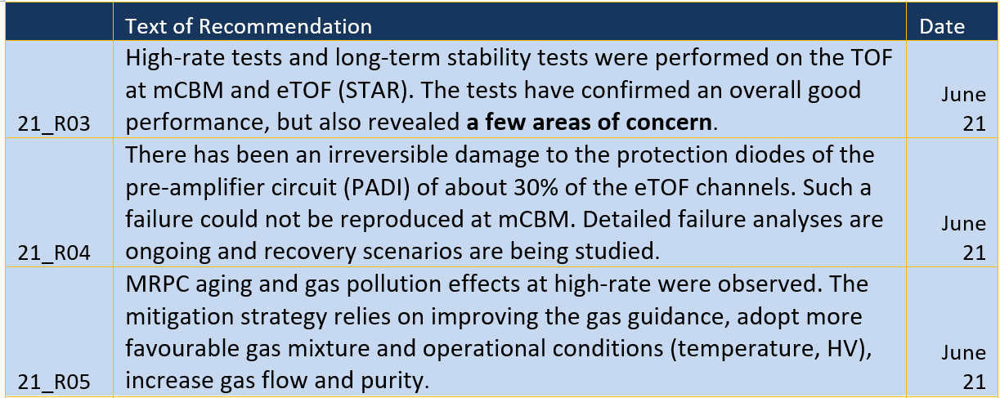 Text of Recommendation Date
High-rate tests and long-term stability tests were performed on the TOF
at mCBM and eTOF (STAR). The tests have confirmed an overall good June
21_R03 performance, but also revealed a few areas of concern. 21
There has been an irreversible damage to the protection diodes of the
pre-amplifier circuit (PADI) of about 30% of the eTOF channels. Such a
failure could not be reproduced at mCBM. Detailed failure analyses are June
21_R04 ongoing and recovery scenarios are being studied. 21
MRPC aging and gas pollution effects at high-rate were observed. The
mitigation strategy relies on improving the gas guidance, adopt more
favourable gas mixture and operational conditions (temperature, HV), June
21_R05 increase gas flow and purity. 21